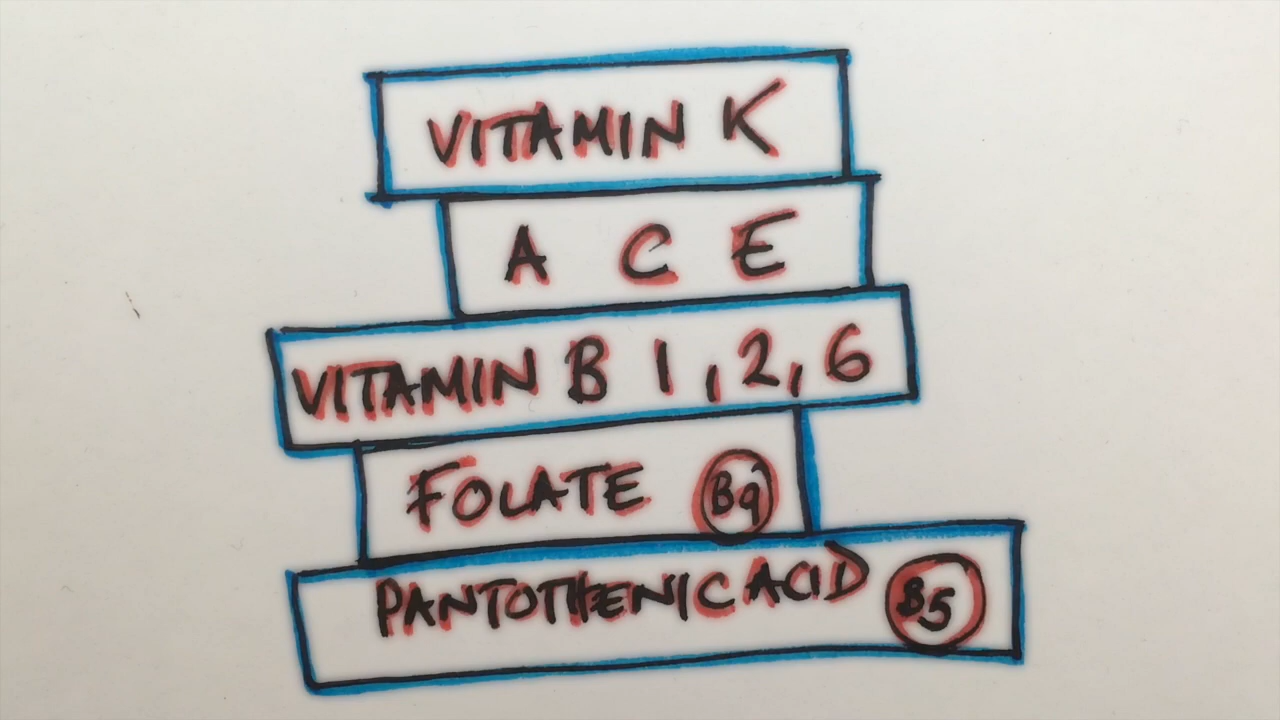 VITAMIN K
A C E
VITAMIN B 1, 2, 6
FOLATE B9
PANTOTHENIC ACID B5